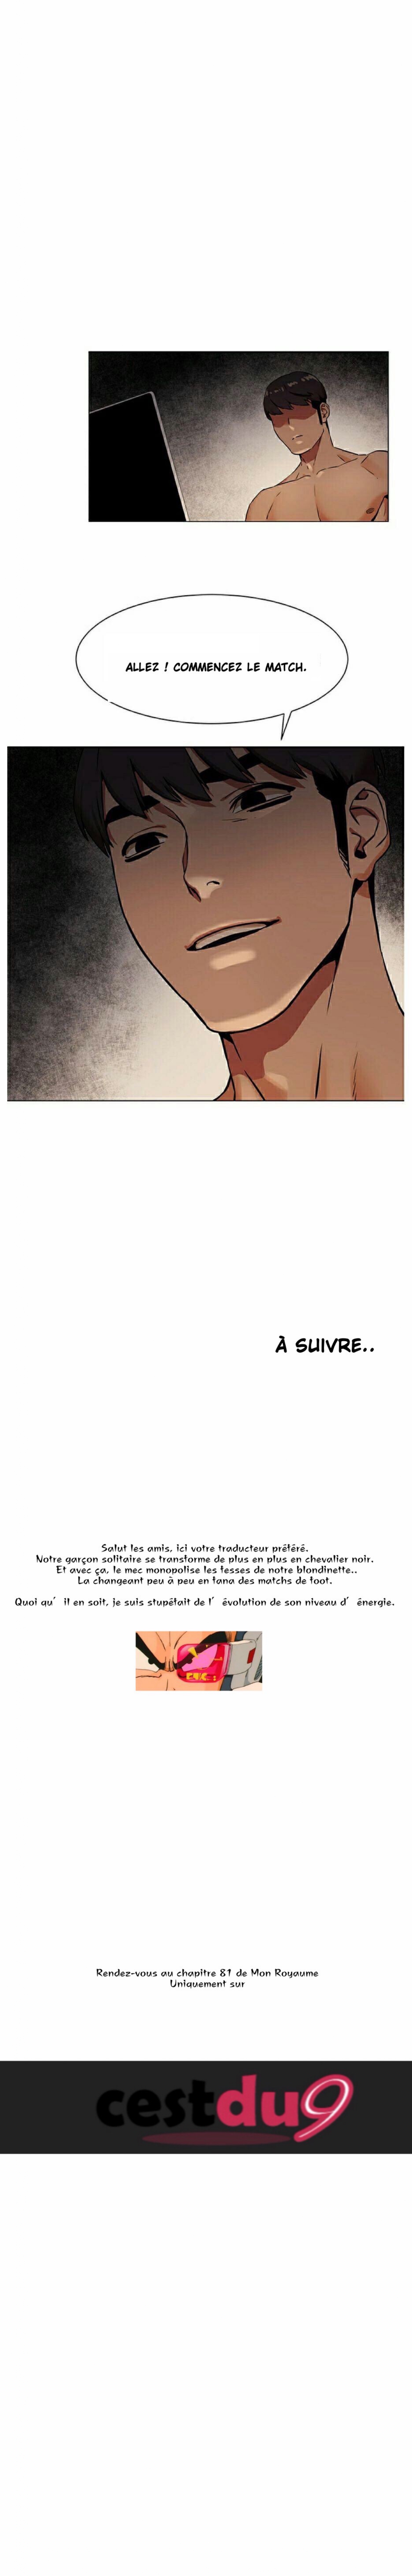 ALLEZ ! COMMENCEZ LE MATCH.
À SUIVRE..
Salut les amis, ici votre traducteur préféré.
Notre garçon solitaire se transforme de plus en plus en chevalier noir.
Et avec ça, le mec monopolise les fesses de notre blondinette..
La changeant peu à peu en fana des matchs de foot.
Quoi qu'il en soit, je suis stupéfait de l'évolution de son niveau d'énergie.
Rendez-vous au chapitre 81 de Mon Royaume
Uniquement sur
cestdu9